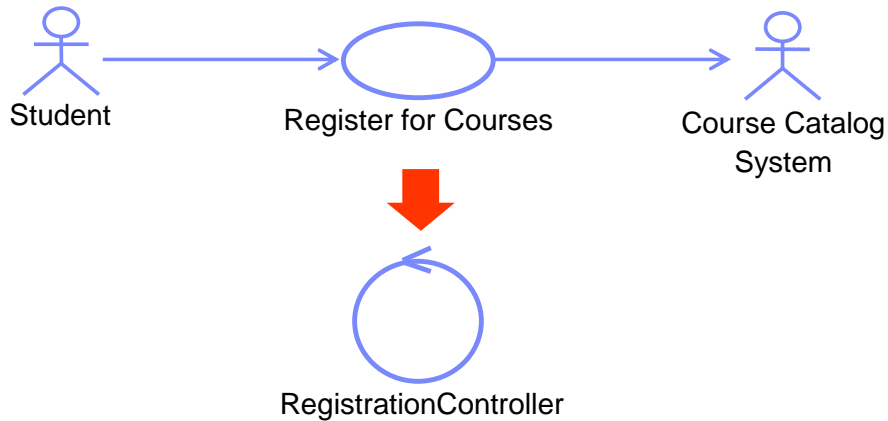 Student
Register for Courses
Course Catalog
System
RegistrationController